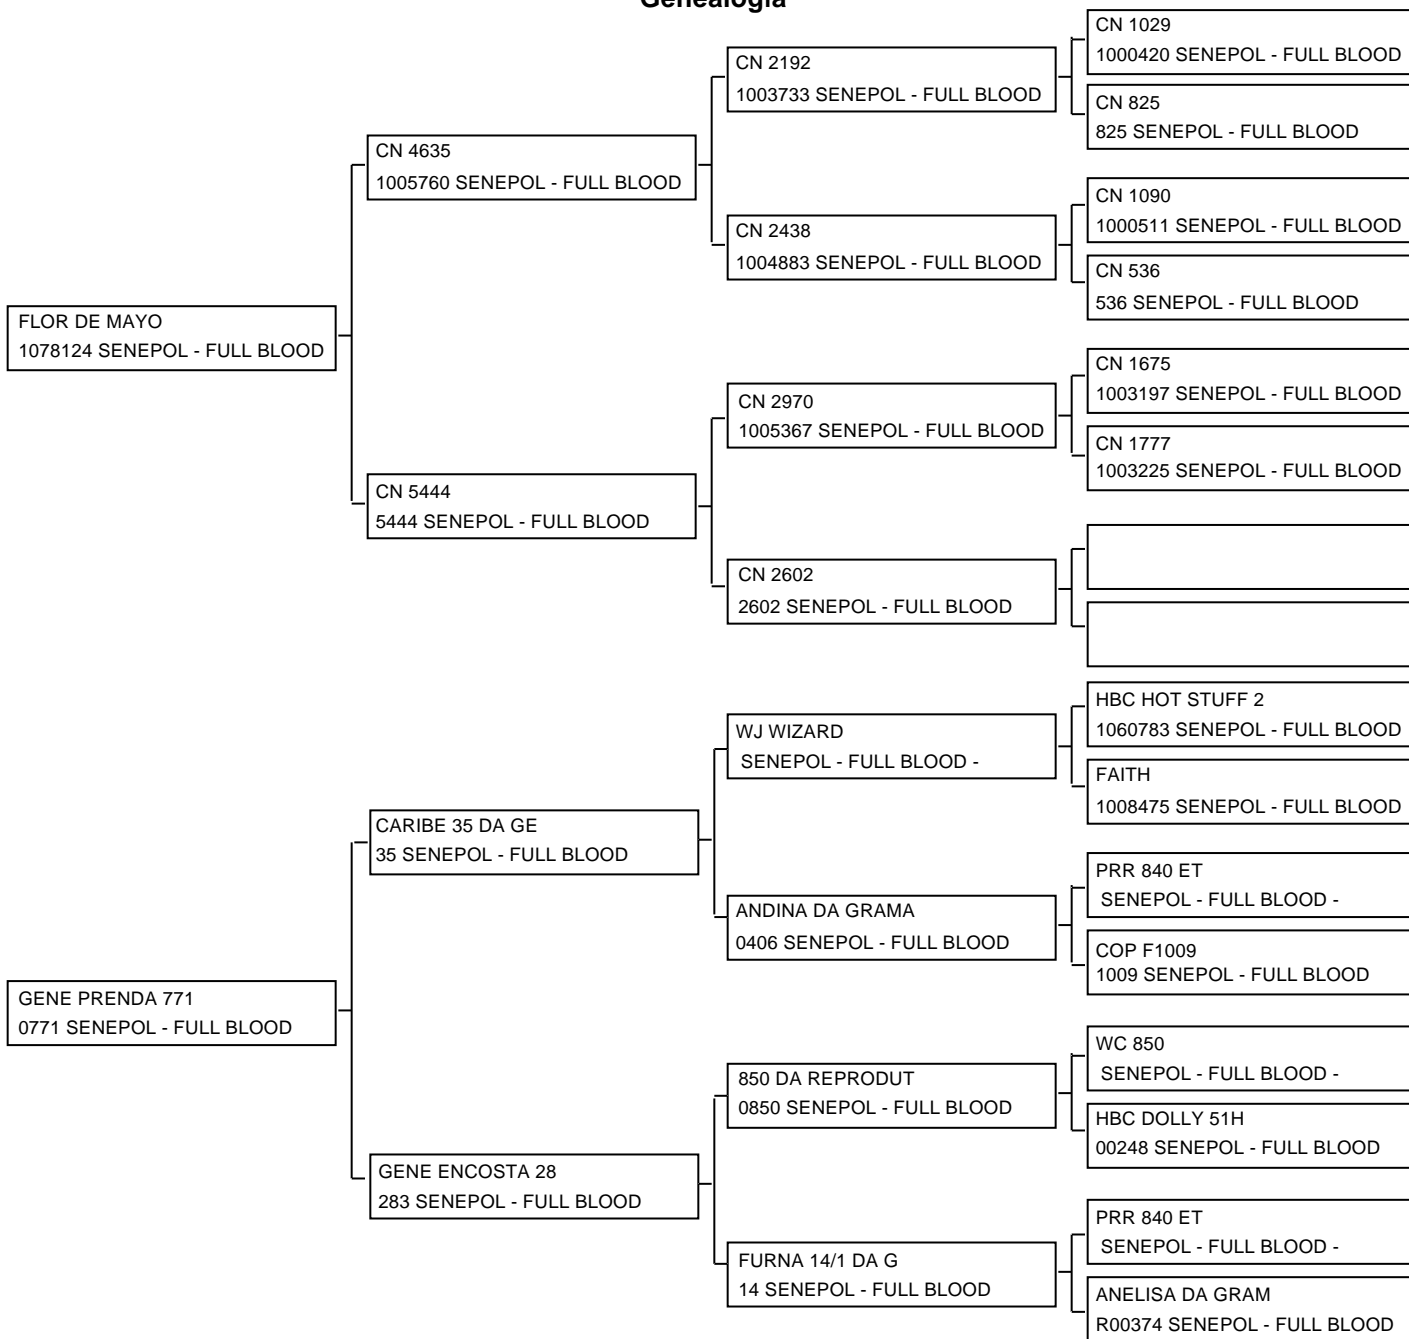 Genealogia
CN 1029
1000420 SENEPOL - FULL BLOOD
CN 2192
1003733 SENEPOL - FULL BLOOD
CN 825
825 SENEPOL - FULL BLOOD
CN 4635
1005760 SENEPOL - FULL BLOOD
CN 1090
1000511 SENEPOL - FULL BLOOD
CN 2438
1004883 SENEPOL - FULL BLOOD
CN 536
536 SENEPOL - FULL BLOOD
FLOR DE MAYO
1078124 SENEPOL - FULL BLOOD
CN 1675
1003197 SENEPOL - FULL BLOOD
CN 2970
1005367 SENEPOL - FULL BLOOD
CN 1777
1003225 SENEPOL - FULL BLOOD
CN 5444
5444 SENEPOL - FULL BLOOD
CN 2602
2602 SENEPOL - FULL BLOOD
HBC HOT STUFF 2
1060783 SENEPOL - FULL BLOOD
WJ WIZARD
SENEPOL - FULL BLOOD -
FAITH
1008475 SENEPOL - FULL BLOOD
CARIBE 35 DA GE
35 SENEPOL - FULL BLOOD
PRR 840 ET
SENEPOL - FULL BLOOD -
ANDINA DA GRAMA
0406 SENEPOL - FULL BLOOD
COP F1009
1009 SENEPOL - FULL BLOOD
GENE PRENDA 771
0771 SENEPOL - FULL BLOOD
WC 850
SENEPOL - FULL BLOOD -
850 DA REPRODUT
0850 SENEPOL - FULL BLOOD
HBC DOLLY 51H
00248 SENEPOL - FULL BLOOD
GENE ENCOSTA 28
283 SENEPOL - FULL BLOOD
PRR 840 ET
SENEPOL - FULL BLOOD -
FURNA 14/1 DA G
14 SENEPOL - FULL BLOOD
ANELISA DA GRAM
R00374 SENEPOL - FULL BLOOD